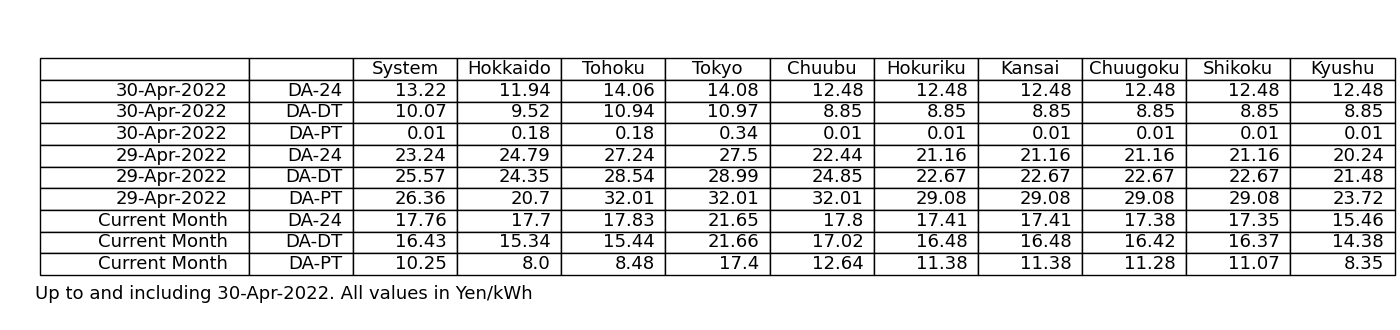 System Hokkaido Tohoku Tokyo Chuubu Hokuriku Kansai Chuugoku Shikoku Kyushu
30-Apr-2022 DA-24 13.22 11.94 14.06 14.08 12.48 12.48 12.48 12.48 12.48 12.48
30-Apr-2022 DA-DT 10.07 9.52 10.94 10.97 8.85 8.85 8.85 8.85 8.85 8.85
30-Apr-2022 DA-PT 0.01 0.18 0.18 0.34 0.01 0.01 0.01 0.01 0.01 0.01
29-Apr-2022 DA-24 23.24 24.79 27.24 27.5 22.44 21.16 21.16 21.16 21.16 20.24
29-Apr-2022 DA-DT 25.57 24.35 28.54 28.99 24.85 22.67 22.67 22.67 22.67 21.48
29-Apr-2022 DA-PT 26.36 20.7 32.01 32.01 32.01 29.08 29.08 29.08 29.08 23.72
Current Month DA-24 17.76 17.7 17.83 21.65 17.8 17.41 17.41 17.38 17.35 15.46
Current Month DA-DT 16.43 15.34 15.44 21.66 17.02 16.48 16.48 16.42 16.37 14.38
Current Month DA-PT 10.25 8.0 8.48 17.4 12.64 11.38 11.38 11.28 11.07 8.35
Up to and including 30-Apr-2022. All values in Yen/kWh